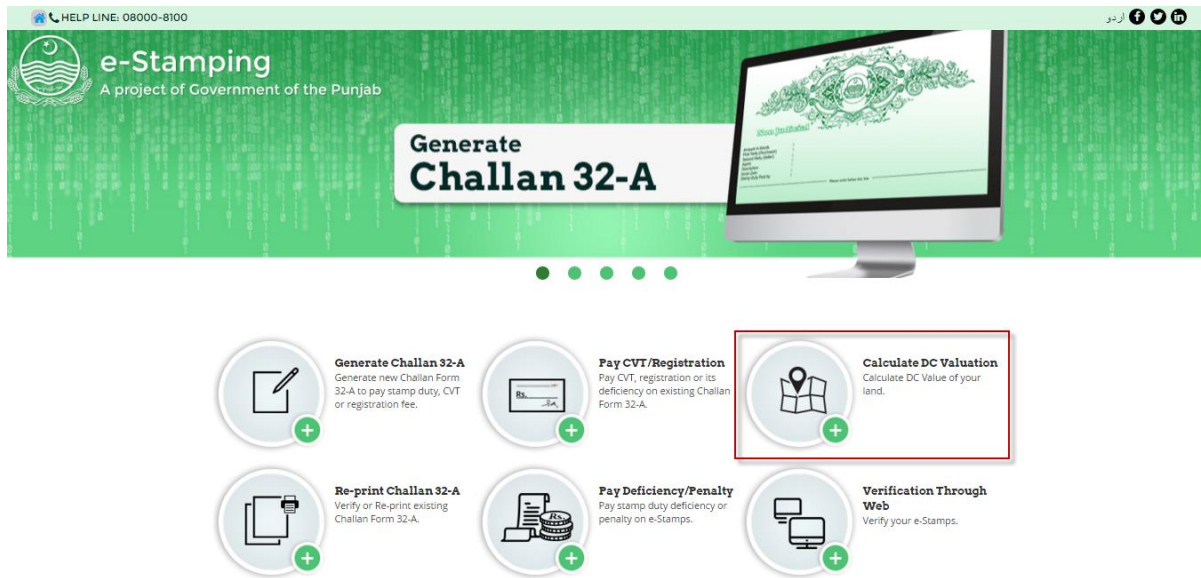 HELP LINE: 08000-8100
اردو
e-Stamping
A project of Government of the Punjab
Generate
Challan 32-A
Non Judicial
Generate Challan 32-A
Generate new Challan Form
32-A to pay stamp duty, CVT
or registration fee.
Rs.
Pay CVT/Registration
Pay CVT, registration or its
deficiency on existing Challan
Form 32-A.
Calculate DC Valuation
Calculate DC Value of your
land.
Re-print Challan 32-A
Verify or Re-print existing
Challan Form 32-A.
Rs.
Pay Deficiency/Penalty
Pay stamp duty deficiency or
penalty on e-Stamps.
Verification Through
Web
Verify your e-Stamps.